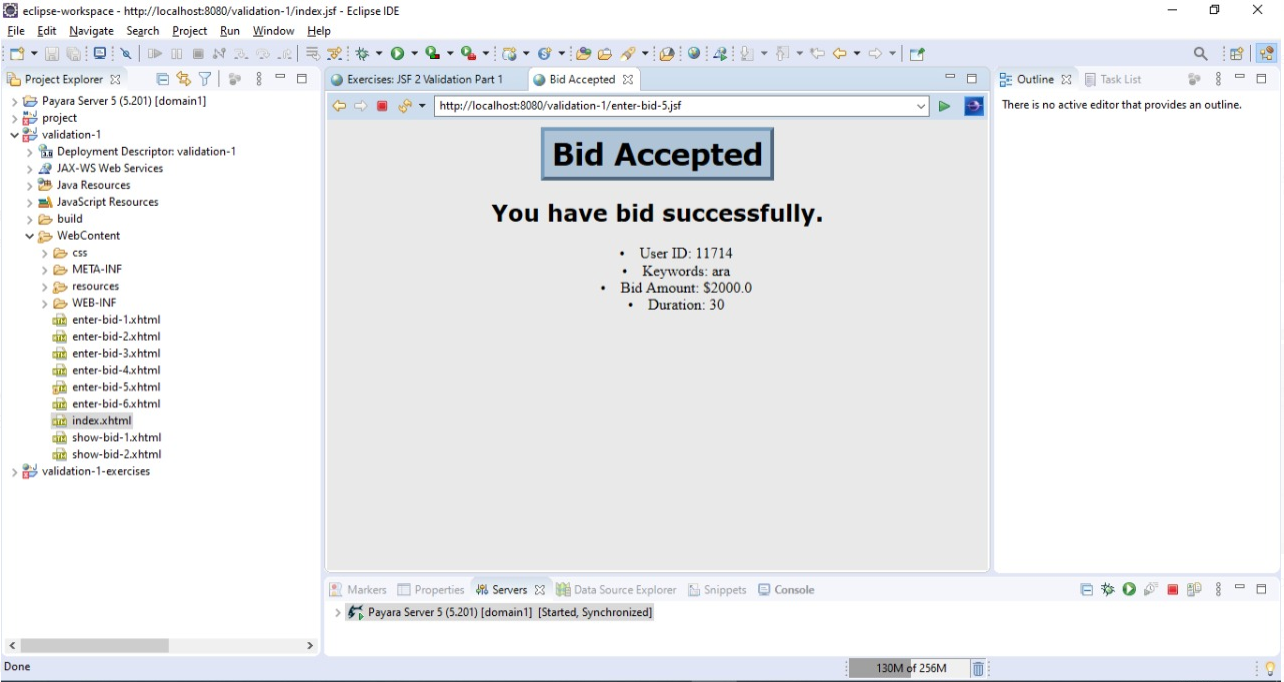 eclipse-workspace - http://localhost:8080/validation-1/index.jsf - Eclipse IDE
File Edit Navigate Search Project Run Window Help
Project Explorer
Payara Server 5 (5.201) [domain1]
project
validation-1
Deployment Descriptor: validation-1
JAX-WS Web Services
Java Resources
JavaScript Resources
build
WebContent
css
META-INF
resources
WEB-INF
enter-bid-1.xhtml
enter-bid-2.xhtml
enter-bid-3.xhtml
enter-bid-4.xhtml
enter-bid-5.xhtml
enter-bid-6.xhtml
index.xhtml
show-bid-1.xhtml
show-bid-2.xhtml
validation-1-exercises
Exercises: JSF 2 Validation Part 1 Bid Accepted
http://localhost:8080/validation-1/enter-bid-5.jsf
Bid Accepted
You have bid successfully.
• User ID: 11714
• Keywords: ara
• Bid Amount: $2000.0
• Duration: 30
Outline Task List
There is no active editor that provides an outline.
Markers Properties Servers Data Source Explorer Snippets Console
Payara Server 5 (5.201) [domain1] [Started, Synchronized]
Done
130M of 256M